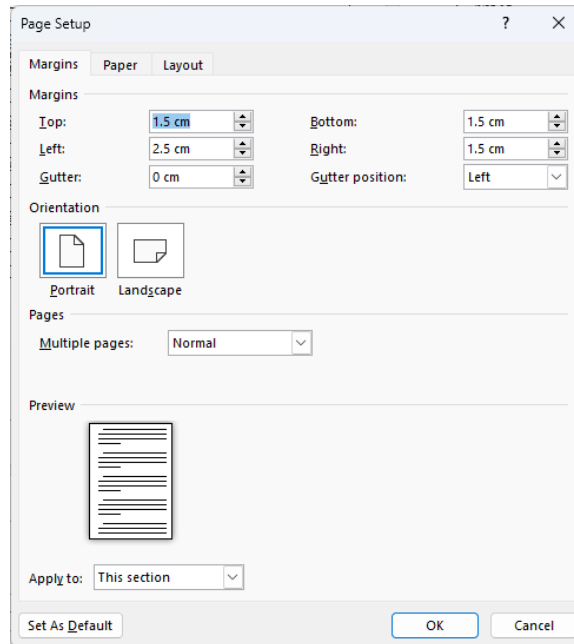 Page Setup ?
Margins Paper Layout
Margins
Top: 1.5 cm Bottom: 1.5 cm
Left: 2.5 cm Right: 1.5 cm
Gutter: 0 cm Gutter position: Left
Orientation
Portrait Landscape
Pages
Multiple pages: Normal
Preview
Apply to: This section
Set As Default OK Cancel